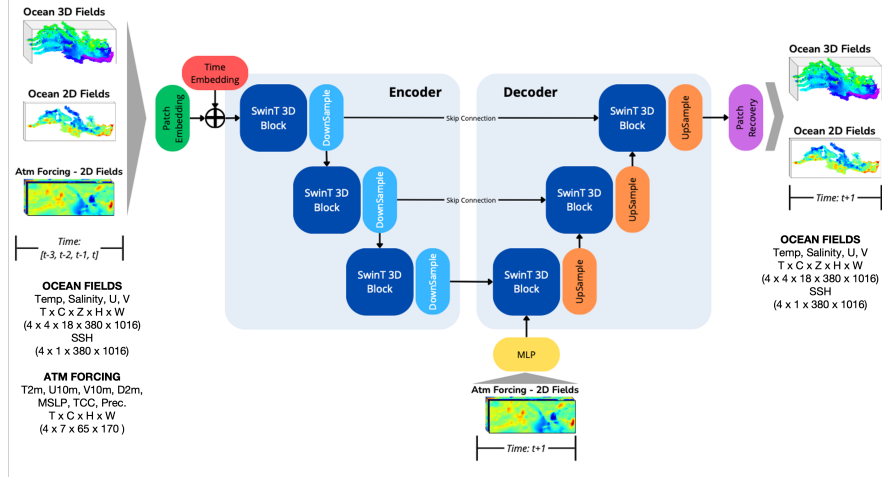 Ocean 3D Fields
Ocean 2D Fields
Atm Forcing - 2D Fields
Time:
[t-3, t-2, t-1, t]
OCEAN FIELDS
Temp, Salinity, U, V
T x C x Z x H x W
(4 x 4 x 18 x 380 x 1016)
SSH
(4 x 1 x 380 x 1016)
ATM FORCING
T2m, U10m, V10m, D2m,
MSLP, TCC, Prec.
T x C x H x W
(4 x 7 x 65 x 170 )
Patch
Embedding
Time
Embedding
Encoder
SwinT 3D
Block
DownSample
SwinT 3D
Block
DownSample
SwinT 3D
Block
DownSample
Skip Connection
Skip Connection
Decoder
SwinT 3D
Block
UpSample
SwinT 3D
Block
UpSample
SwinT 3D
Block
UpSample
MLP
Atm Forcing - 2D Fields
Time: t+1
Patch
Recovery
Ocean 3D Fields
Ocean 2D Fields
Time: t+1
OCEAN FIELDS
Temp, Salinity, U, V
T x C x Z x H x W
(4 x 4 x 18 x 380 x 1016)
SSH
(4 x 1 x 380 x 1016)